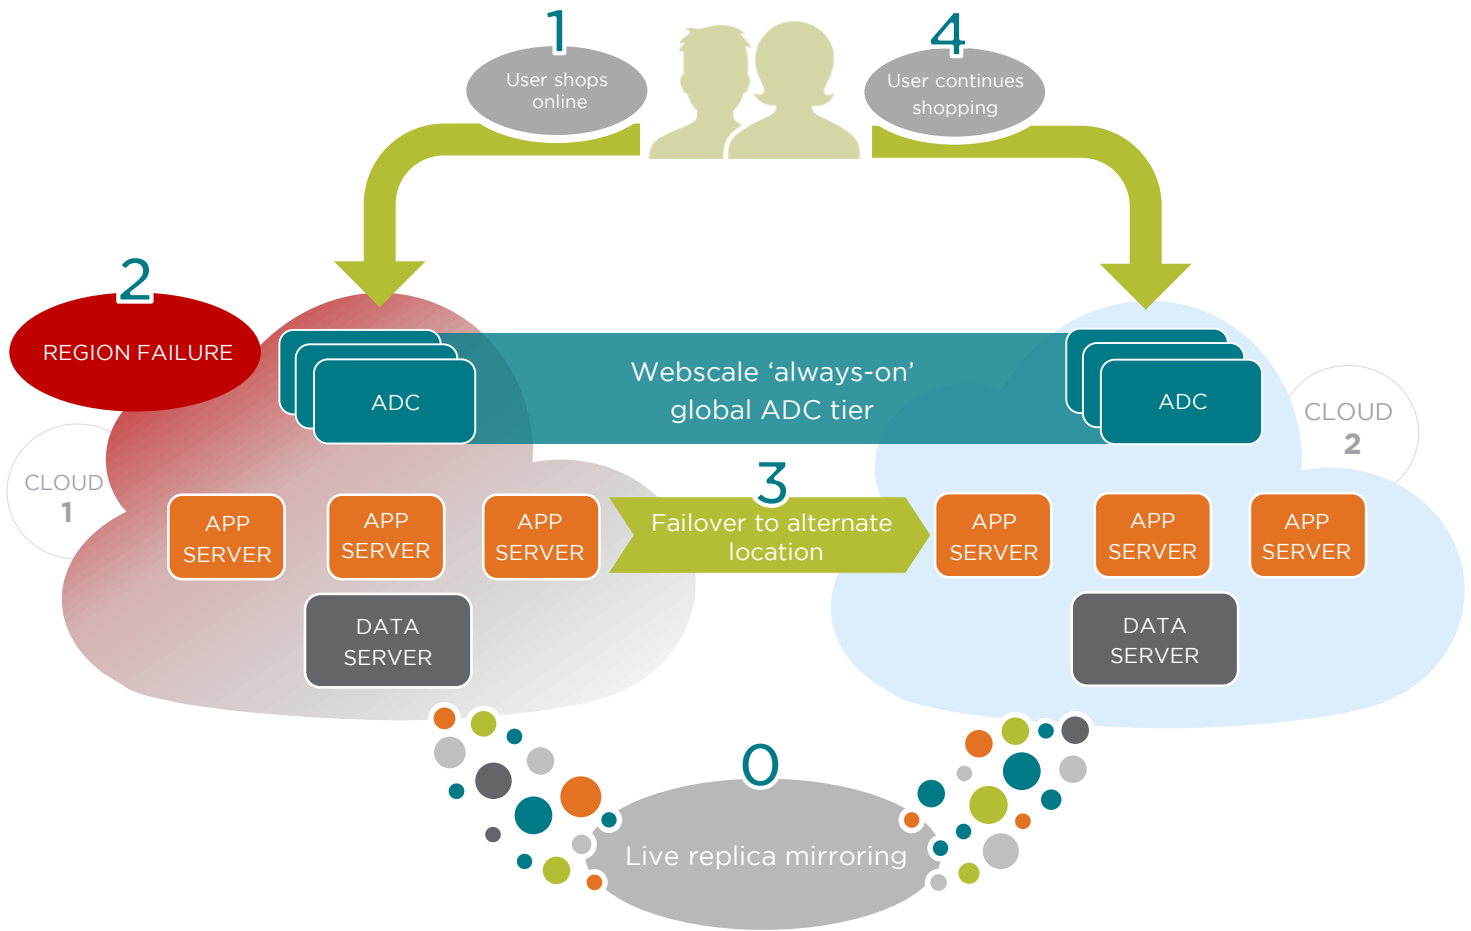 1
User shops
online
4
User continues
shopping
2
REGION FAILURE
CLOUD
1
ADC
Webscale ‘always-on’
global ADC tier
ADC
CLOUD
2
APP
SERVER
APP
SERVER
APP
SERVER
3
Failover to alternate
location
APP
SERVER
APP
SERVER
APP
SERVER
DATA
SERVER
DATA
SERVER
0
Live replica mirroring